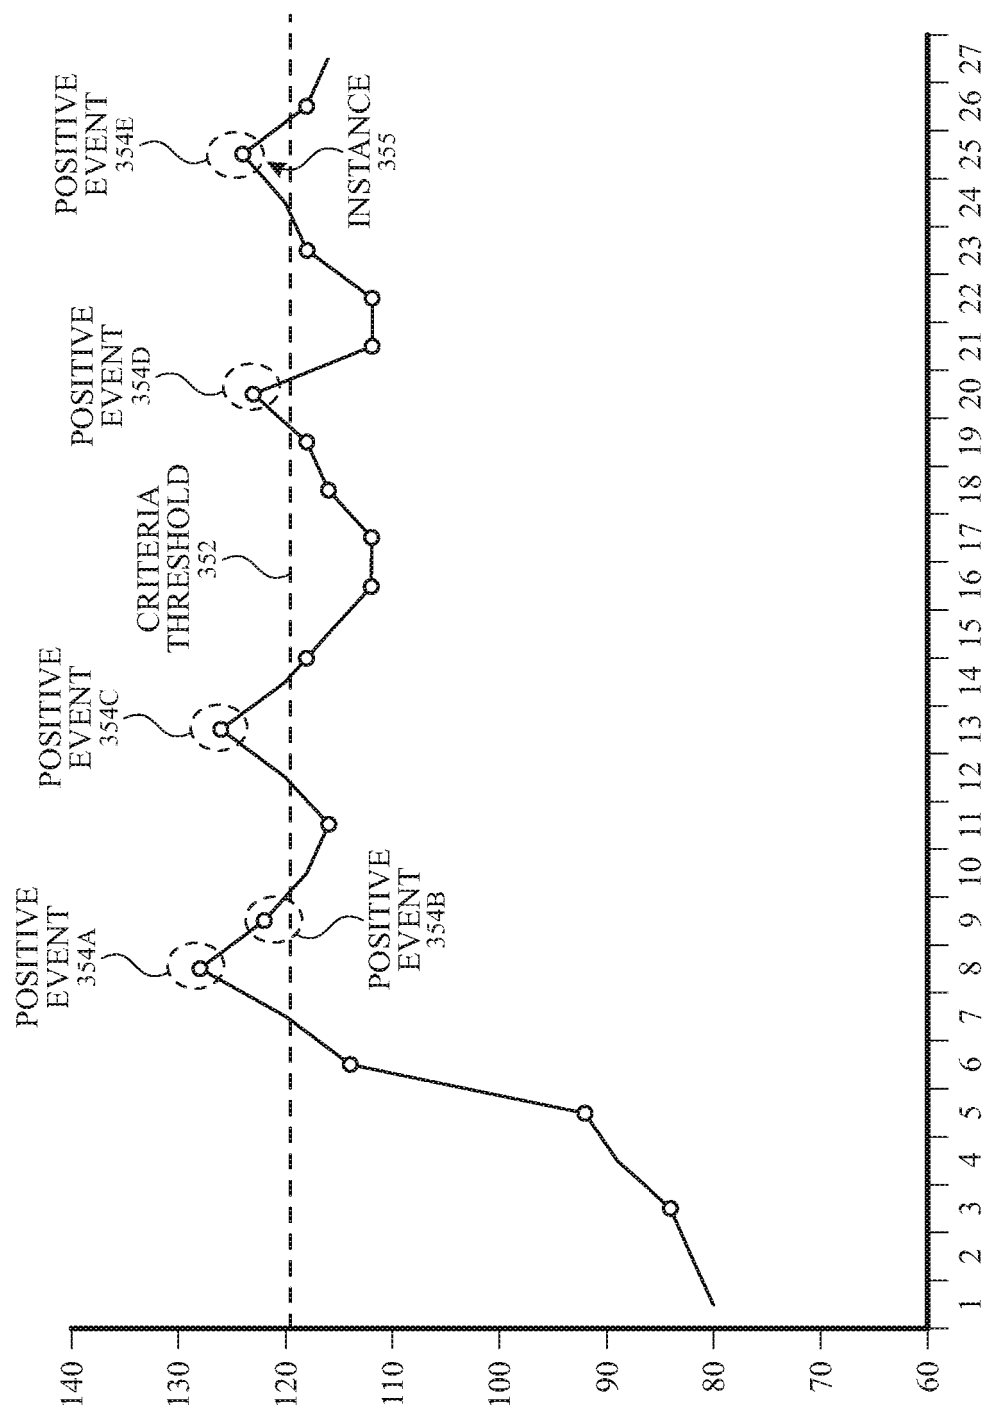 POSITIVE
EVENT
354A
POSITIVE
EVENT
354B
POSITIVE
EVENT
354C
CRITERIA
THRESHOLD
352
POSITIVE
EVENT
354D
POSITIVE
EVENT
354E
INSTANCE
355
140
130
120
110
100
90
80
70
60
1 2 3 4 5 6 7 8 9 10 11 12 13 14 15 16 17 18 19 20 21 22 23 24 25 26 27